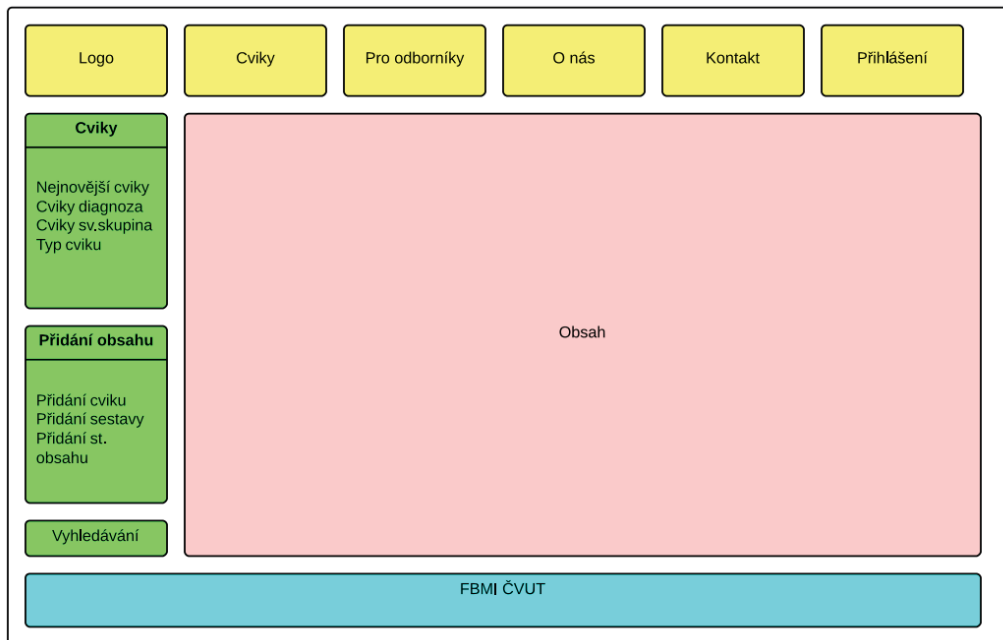 Logo
Cviky
Pro odborníky
O nás
Kontakt
Přihlášení
Cviky
Nejnovější cviky
Cviky diagnoza
Cviky sv.skupina
Typ cviku
Přidání obsahu
Přidání cviku
Přidání sestavy
Přidání st.
obsahu
Vyhledávání
Obsah
FBMI ČVUT